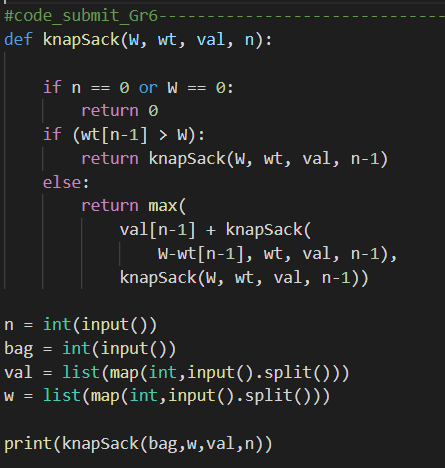 #code_submit_Gr6-----------------------------
def knapSack(W, wt, val, n):
    if n == 0 or W == 0:
        return 0
    if (wt[n-1] > W):
        return knapSack(W, wt, val, n-1)
    else:
        return max(
            val[n-1] + knapSack(
                W-wt[n-1], wt, val, n-1),
            knapSack(W, wt, val, n-1))
n = int(input())
bag = int(input())
val = list(map(int,input().split()))
w = list(map(int,input().split()))
print(knapSack(bag,w,val,n))